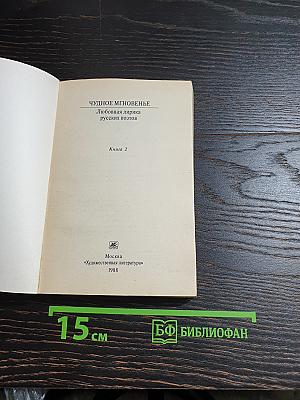 ЧУДНОЕ МГНОВЕНЬЕ
Любовная лирика
русских поэтов
Книга 2
Москва
«Художественная литература»
1988
15 см
БФ БИБЛИОФАН